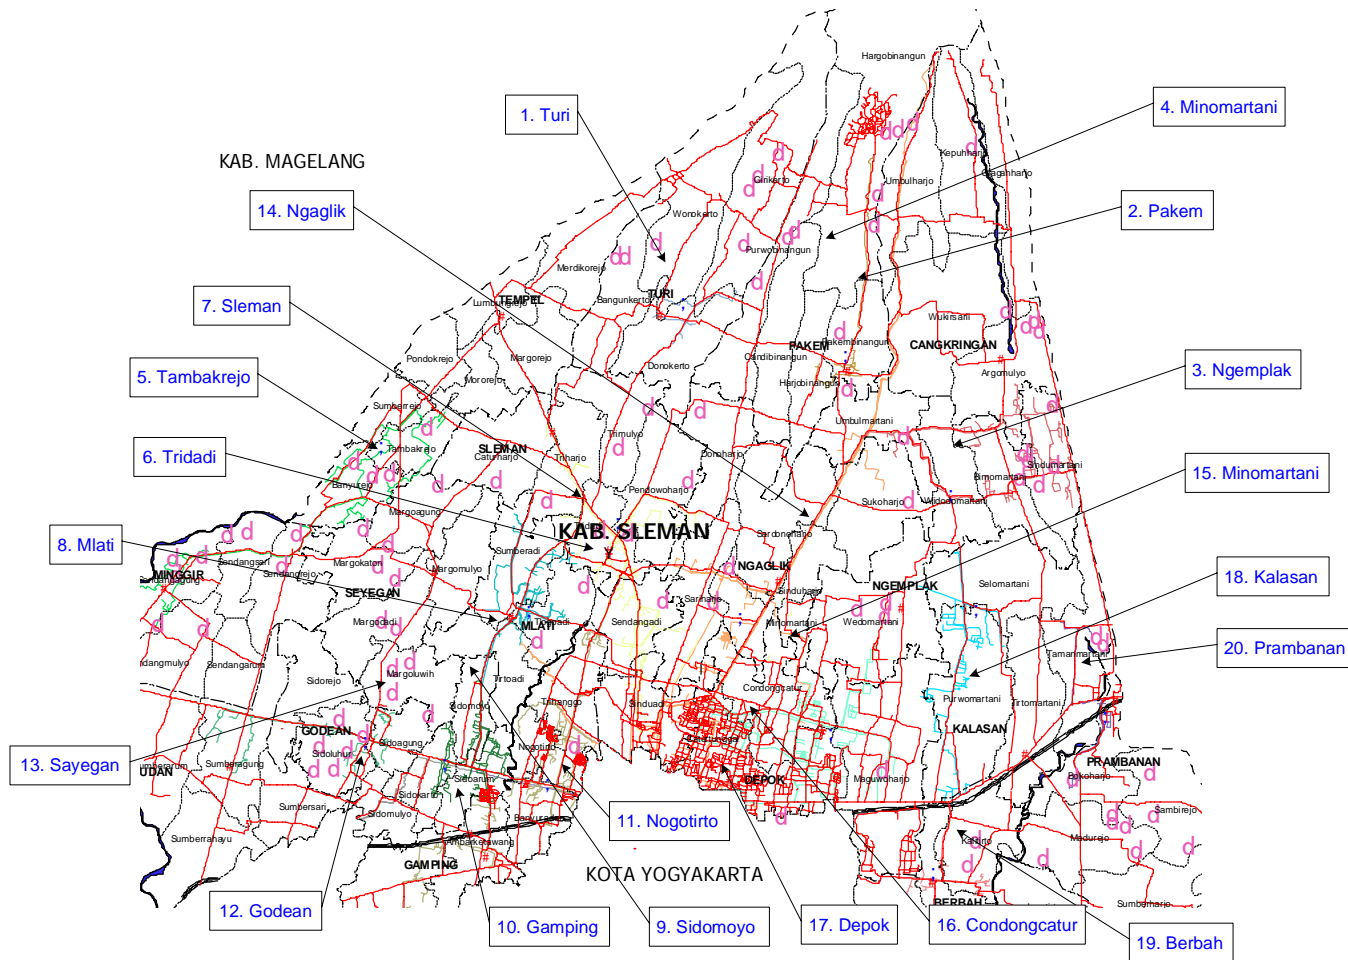 Hargobinangun
1. Turi
4. Minomartani
KAB. MAGELANG
Kepuhharjo
Glagahharjo
Girikerto
Umbulharjo
14. Ngaglik
2. Pakem
Wonokerto
Purwobinangun
Merdikorejo
7. Sleman
TURI
Bangunkerto
TEMPEL
Lumbungrejo
Wukirsari
PAKEM
Pakembinangun
CANGKRINGAN
Margorejo
Pondokrejo
Candibinangun
Donokerto
Argomulyo
5. Tambakrejo
3. Ngemplak
Mororejo
Harjobinangun
Sumberrejo
Umbulmartani
Trimulyo
6. Tridadi
Tambakrejo
SLEMAN
Caturharjo
Triharjo
Donoharjo
Bimomartani
Sindumartani
15. Minomartani
Banyurejo
Pendowoharjo
Sukoharjo
Widodomartani
Margoagung
Tridadi
KAB. SLEMAN
Sardonoharjo
8. Mlati
Sumberadi
Sendangsari
Margokaton
Sendangrejo
MINGGIR
Sendangagung
Margomulyo
NGAGLIK
NGEMPLAK
Selomartani
18. Kalasan
SEYEGAN
Sariharjo
Sinduharjo
Margodadi
MLATI
Tlogoadi
Sendangadi
Minomartani
Wedomartani
20. Prambanan
Tamanmartani
Sendangarum
Sidorejo
Margoluwih
Tirtoadi
Condongcatur
Purwomartani
Tirtomartani
Sidomoyo
Trihanggo
Sinduadi
GODEAN
KALASAN
13. Sayegan
Sidoluhur
Sidoagung
Nogotirto
Sumberagung
PRAMBANAN
Bokoharjo
Sidoarum
DEPOK
Maguwoharjo
Sidokarto
Sumbersari
Sidomulyo
Banyuraden
11. Nogotirto
Sambirejo
Madurejo
Sumberrahayu
Ambarketawang
Kalitirto
GAMPING
KOTA YOGYAKARTA
BERBAH
Sumberharjo
12. Godean
10. Gamping
9. Sidomoyo
17. Depok
16. Condongcatur
19. Berbah